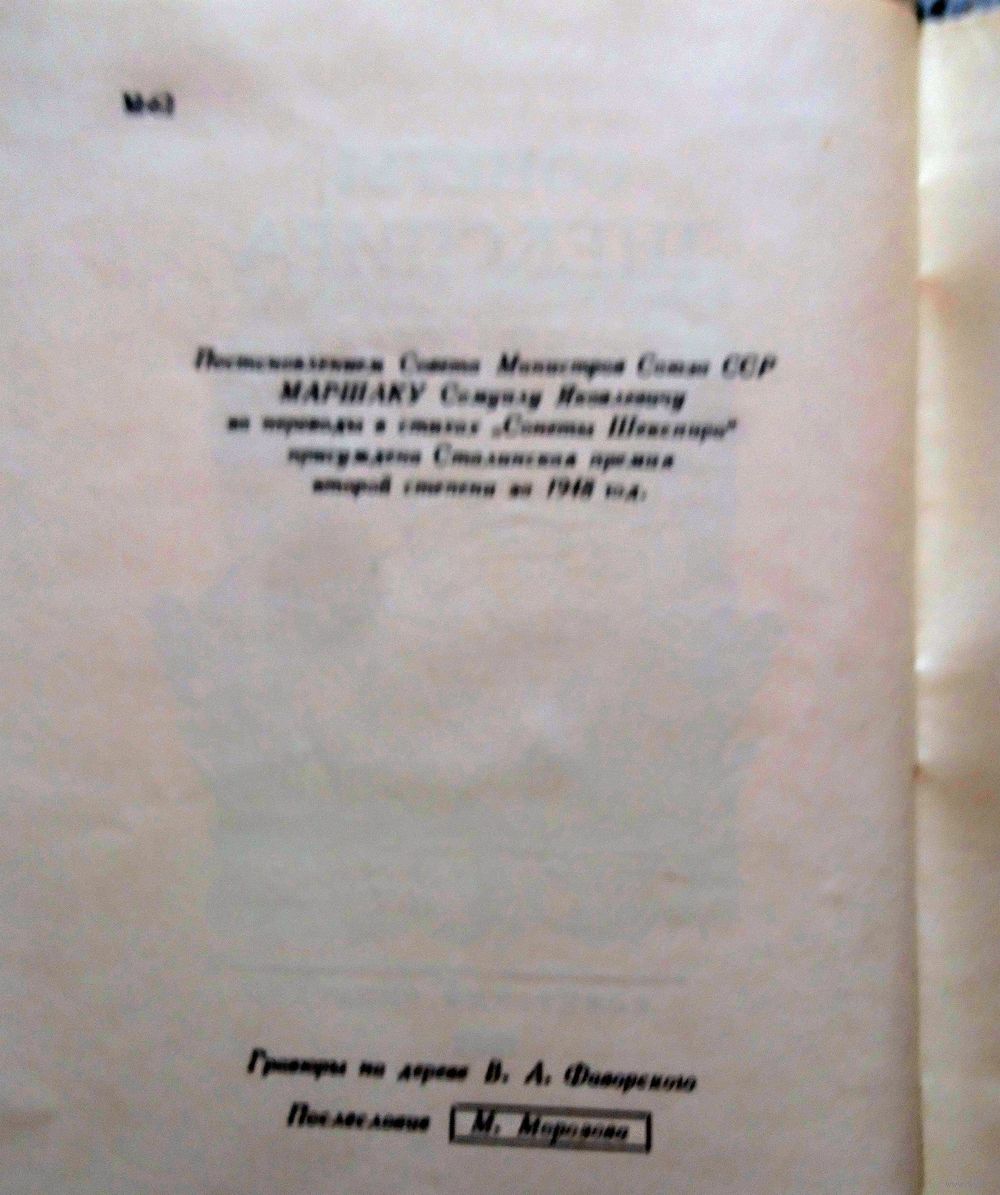 Постановлением Совета Министров Союза ССР
МАРШАКУ Самуилу Яковлевичу
за переводы в стихах „Сонеты Шекспира"
присуждена Сталинская премия
второй степени за 1948 год.
Гравюры на дереве В. А. Фаворского
Послесловие М. Морозова